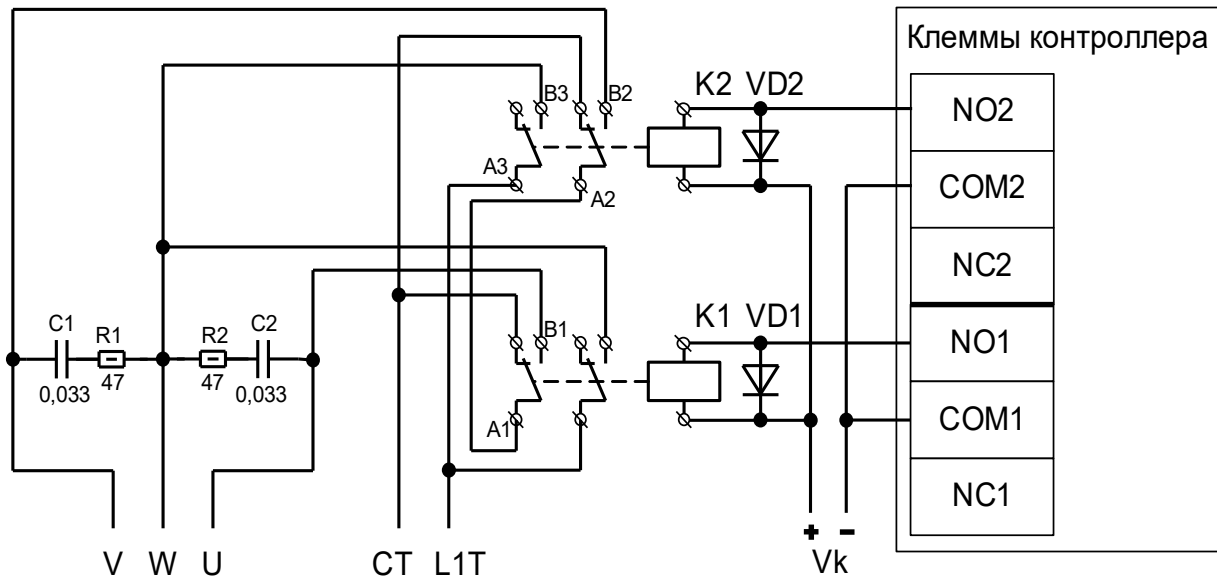 Клеммы контроллера
B3 B2 K2 VD2 NO2
A3 A2 COM2
NC2
C1 R1 R2 C2 B1 K1 VD1 NO1
0,033 47 47 0,033
A1 COM1
NC1
V W U CT L1T + -
Vk